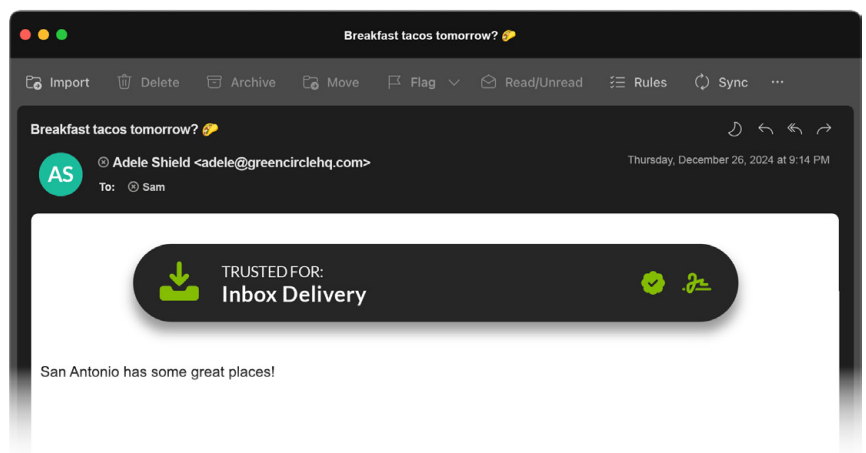 Breakfast tacos tomorrow? 🌮
Import Delete Archive Move Flag Read/Unread Rules Sync ...
Breakfast tacos tomorrow? 🌮
AS
Adele Shield <adele@greencirclehq.com>
Thursday, December 26, 2024 at 9:14 PM
To: Sam
TRUSTED FOR:
Inbox Delivery
San Antonio has some great places!